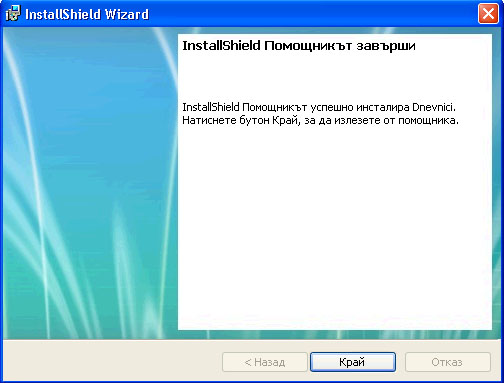 InstallShield Wizard
InstallShield Помощникът завърши
InstallShield Помощникът успешно инсталира Dnevnici.
Натиснете бутон Край, за да излезете от помощника.
< Назад
Край
Отказ